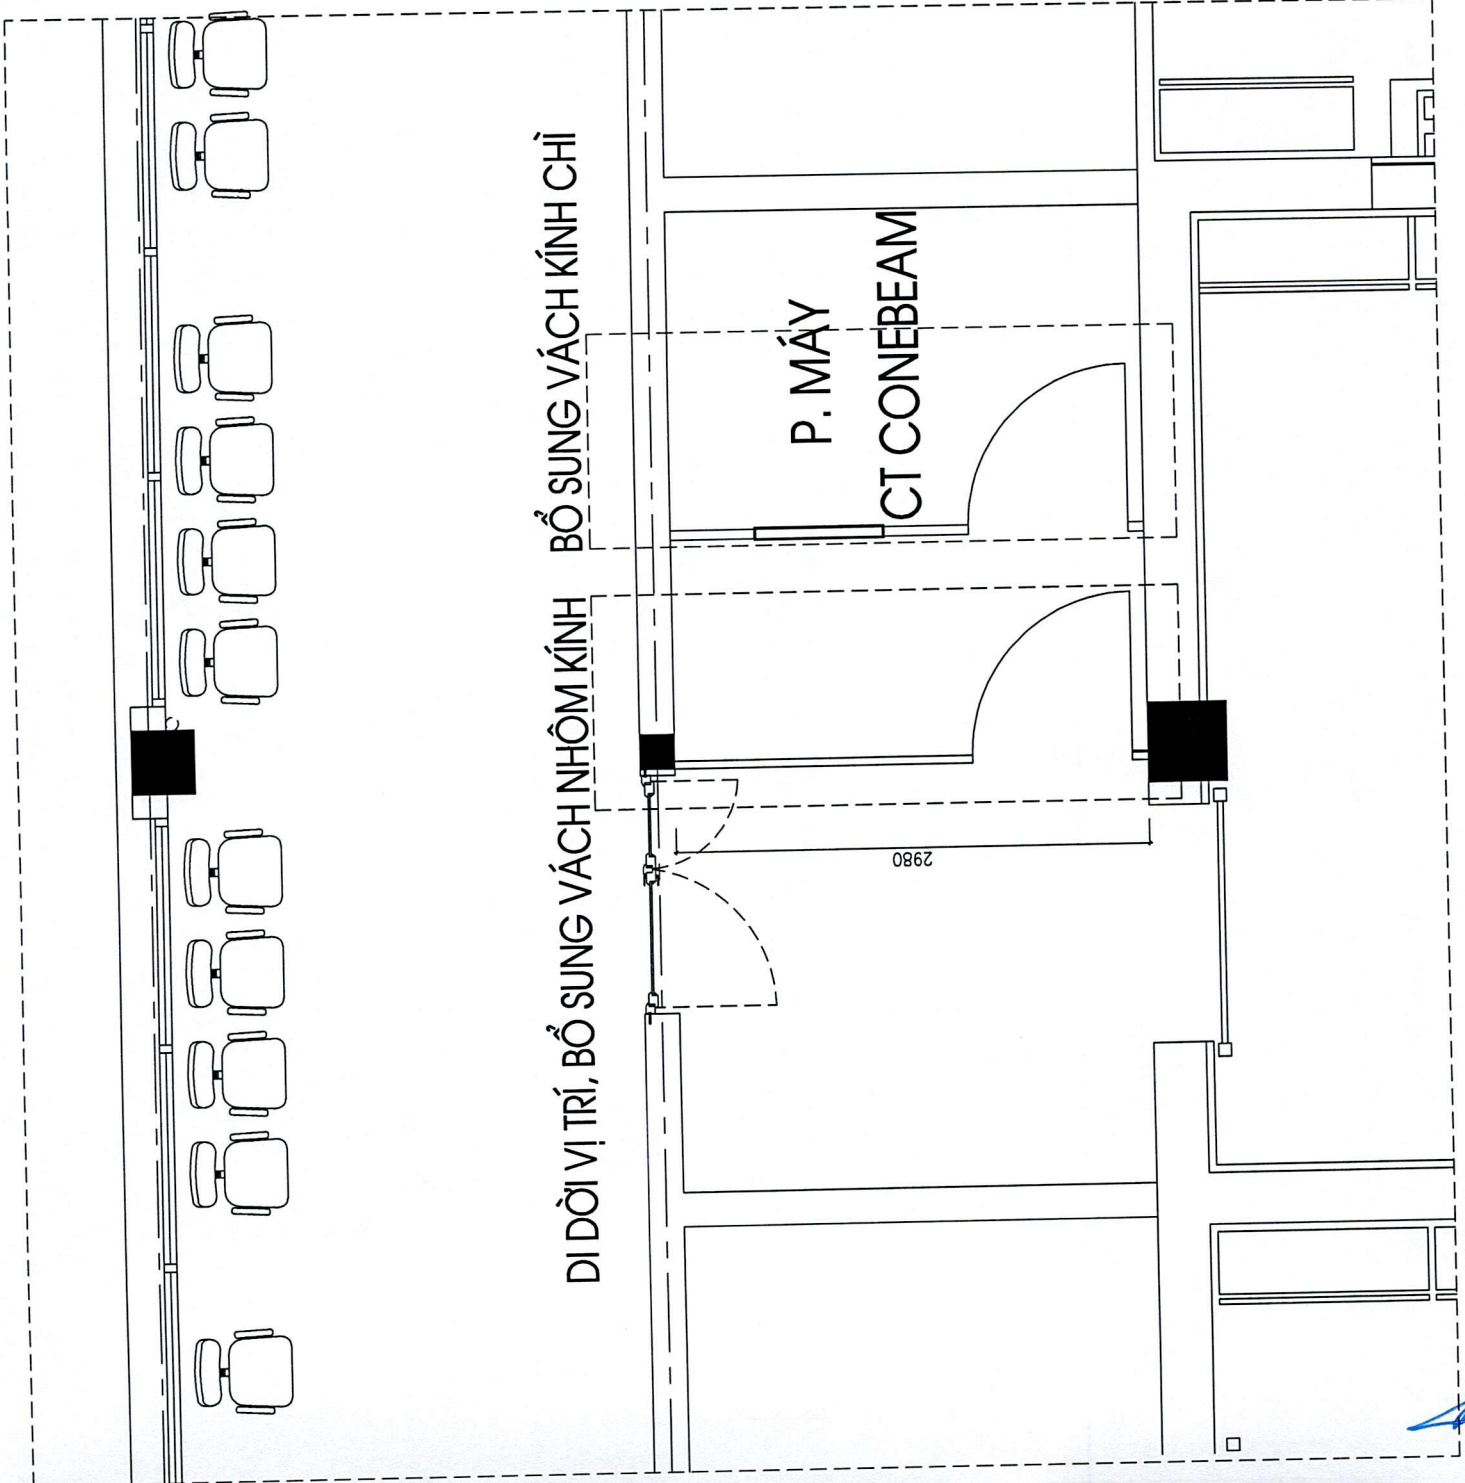 BỔ SUNG VÁCH KÍNH CHÌ
P. MÁY
CT CONEBEAM
DI DỜI VỊ TRÍ, BỔ SUNG VÁCH NHÔM KÍNH
2980